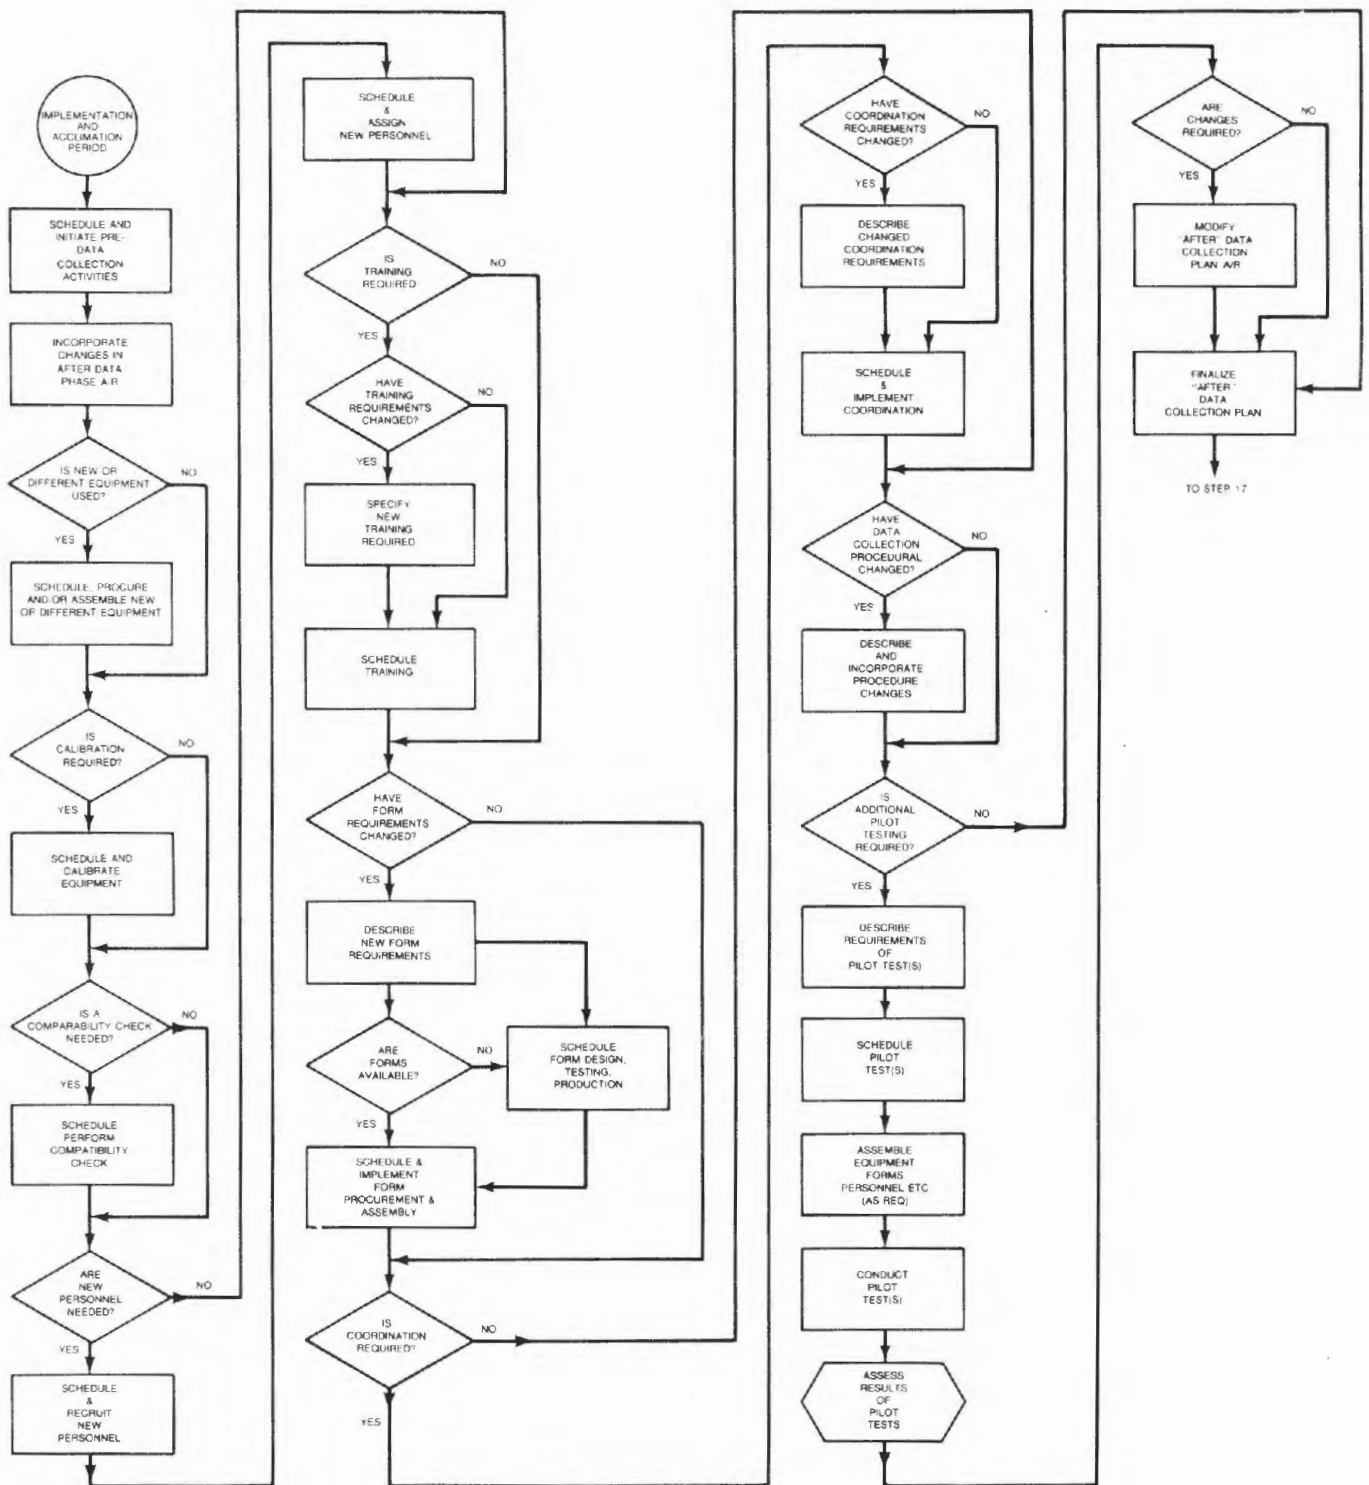 IMPLEMENTATION
AND
ACCLIMATION
PERIOD
SCHEDULE AND
INITIATE PRE-
DATA
COLLECTION
ACTIVITIES
INCORPORATE
CHANGES IN
AFTER DATA
PHASE A/R
IS NEW OR
DIFFERENT EQUIPMENT
USED?
NO
YES
SCHEDULE, PROCURE
AND/OR ASSEMBLE NEW
OR DIFFERENT EQUIPMENT
IS
CALIBRATION
REQUIRED?
NO
YES
SCHEDULE AND
CALIBRATE
EQUIPMENT
IS A
COMPARABILITY CHECK
NEEDED?
NO
YES
SCHEDULE
PERFORM
COMPATIBILITY
CHECK
ARE
NEW
PERSONNEL
NEEDED?
NO
YES
SCHEDULE
&
RECRUIT
NEW
PERSONNEL
SCHEDULE
&
ASSIGN
NEW PERSONNEL
IS
TRAINING
REQUIRED
NO
YES
HAVE
TRAINING
REQUIREMENTS
CHANGED?
NO
YES
SPECIFY
NEW
TRAINING
REQUIRED
SCHEDULE
TRAINING
HAVE
FORM
REQUIREMENTS
CHANGED?
NO
YES
DESCRIBE
NEW FORM
REQUIREMENTS
ARE
FORMS
AVAILABLE?
NO
SCHEDULE
FORM DESIGN,
TESTING,
PRODUCTION
YES
SCHEDULE &
IMPLEMENT
FORM
PROCUREMENT &
ASSEMBLY
IS
COORDINATION
REQUIRED?
NO
YES
HAVE
COORDINATION
REQUIREMENTS
CHANGED?
NO
YES
DESCRIBE
CHANGED
COORDINATION
REQUIREMENTS
SCHEDULE
&
IMPLEMENT
COORDINATION
HAVE
DATA
COLLECTION
PROCEDURAL
CHANGED?
NO
YES
DESCRIBE
AND
INCORPORATE
PROCEDURE
CHANGES
IS
ADDITIONAL
PILOT
TESTING
REQUIRED?
NO
YES
DESCRIBE
REQUIREMENTS
OF
PILOT TEST(S)
SCHEDULE
PILOT
TEST(S)
ASSEMBLE
EQUIPMENT
FORMS
PERSONNEL ETC
(AS REQ)
CONDUCT
PILOT
TEST(S)
ASSESS
RESULTS
OF
PILOT
TESTS
ARE
CHANGES
REQUIRED?
NO
YES
MODIFY
"AFTER" DATA
COLLECTION
PLAN A/R
FINALIZE
"AFTER"
DATA
COLLECTION PLAN
TO STEP 17